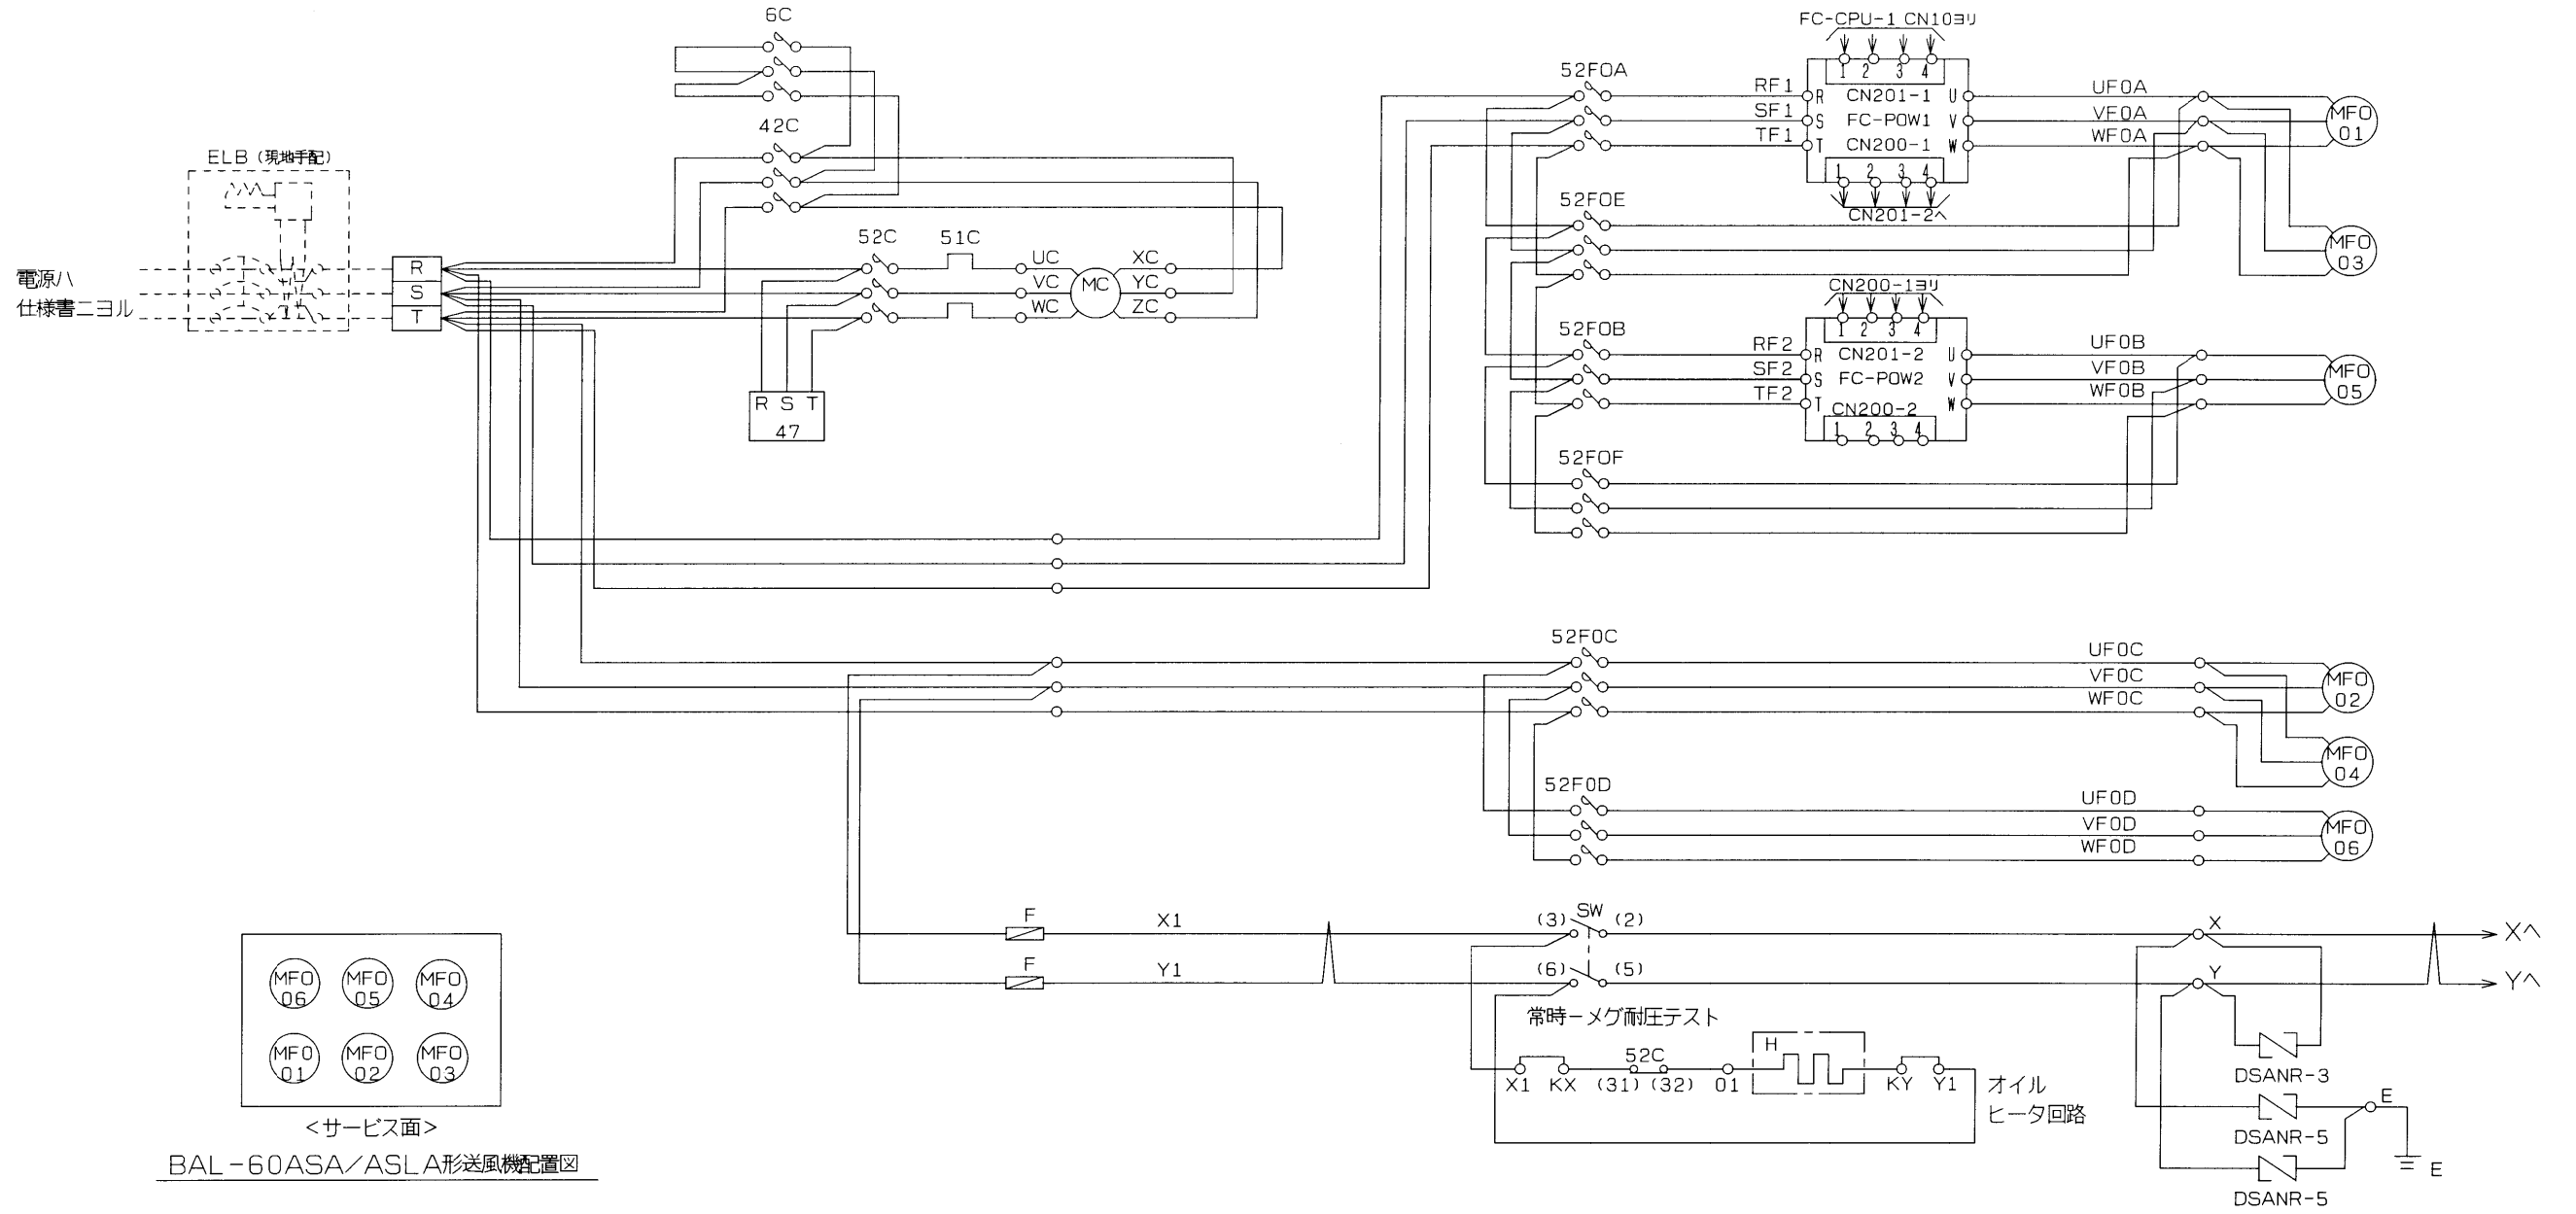 6C
42C
ELB（現地手配）
電源ハ
仕様書ニヨル
R
S
T
52C
51C
UC
VC
WC
MC
XC
YC
ZC
R S T
47
FC-CPU-1 CN10ヨリ
1 2 3 4
52F0A
RF1
SF1
TF1
R CN201-1 U
S FC-POW1 V
T CN200-1 W
1 2 3 4
CN201-2ヘ
UF0A
VF0A
WF0A
MF0
01
52F0E
MF0
03
CN200-1ヨリ
1 2 3 4
52F0B
RF2
SF2
TF2
R CN201-2 U
S FC-POW2 V
T W
CN200-2
1 2 3 4
UF0B
VF0B
WF0B
MF0
05
52F0F
52F0C
UF0C
VF0C
WF0C
MF0
02
MF0
04
52F0D
UF0D
VF0D
WF0D
MF0
06
F X1
(3) SW (2)
X
Xヘ
F Y1
(6) (5)
Y
Yヘ
常時－メグ耐圧テスト
X1 KX 52C (31) (32) 01 H KY Y1
オイル
ヒータ回路
DSANR-3
E
DSANR-5
E
DSANR-5
MF0
06
MF0
05
MF0
04
MF0
01
MF0
02
MF0
03
＜サービス面＞
BAL-60ASA/ASLA形送風機配置図